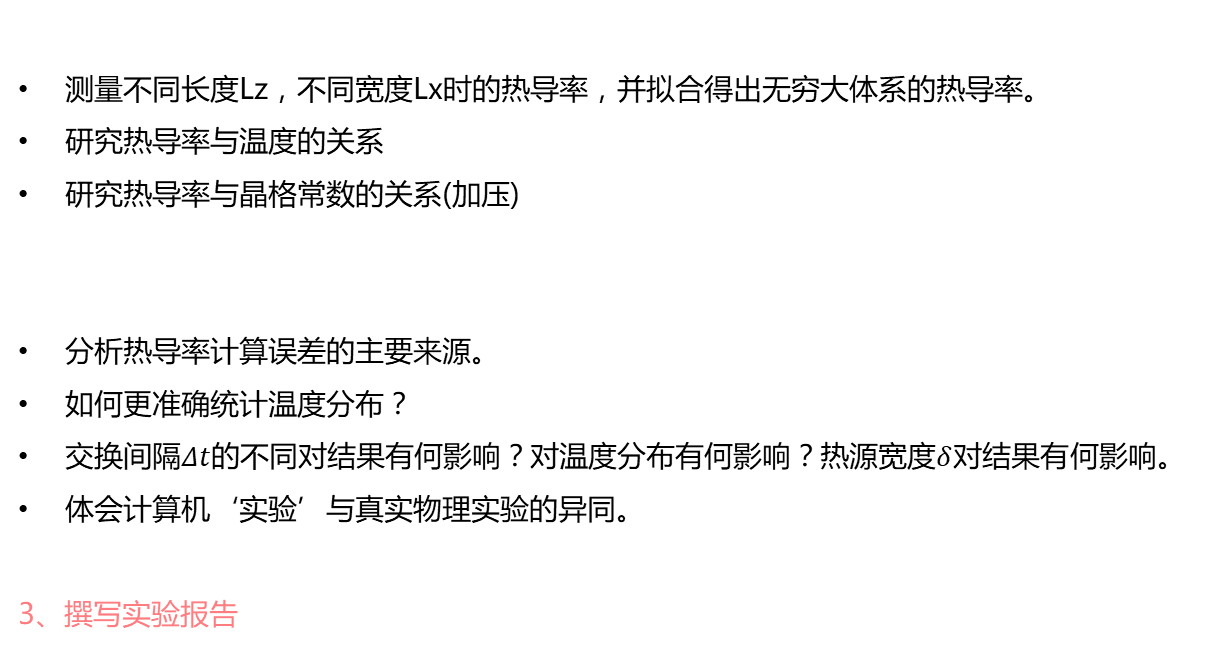 • 测量不同长度Lz，不同宽度Lx时的热导率，并拟合得出无穷大体系的热导率。
• 研究热导率与温度的关系
• 研究热导率与晶格常数的关系(加压)
• 分析热导率计算误差的主要来源。
• 如何更准确统计温度分布？
• 交换间隔𝛥𝑡的不同对结果有何影响？对温度分布有何影响？热源宽度𝛿对结果有何影响。
• 体会计算机‘实验’与真实物理实验的异同。
3、撰写实验报告